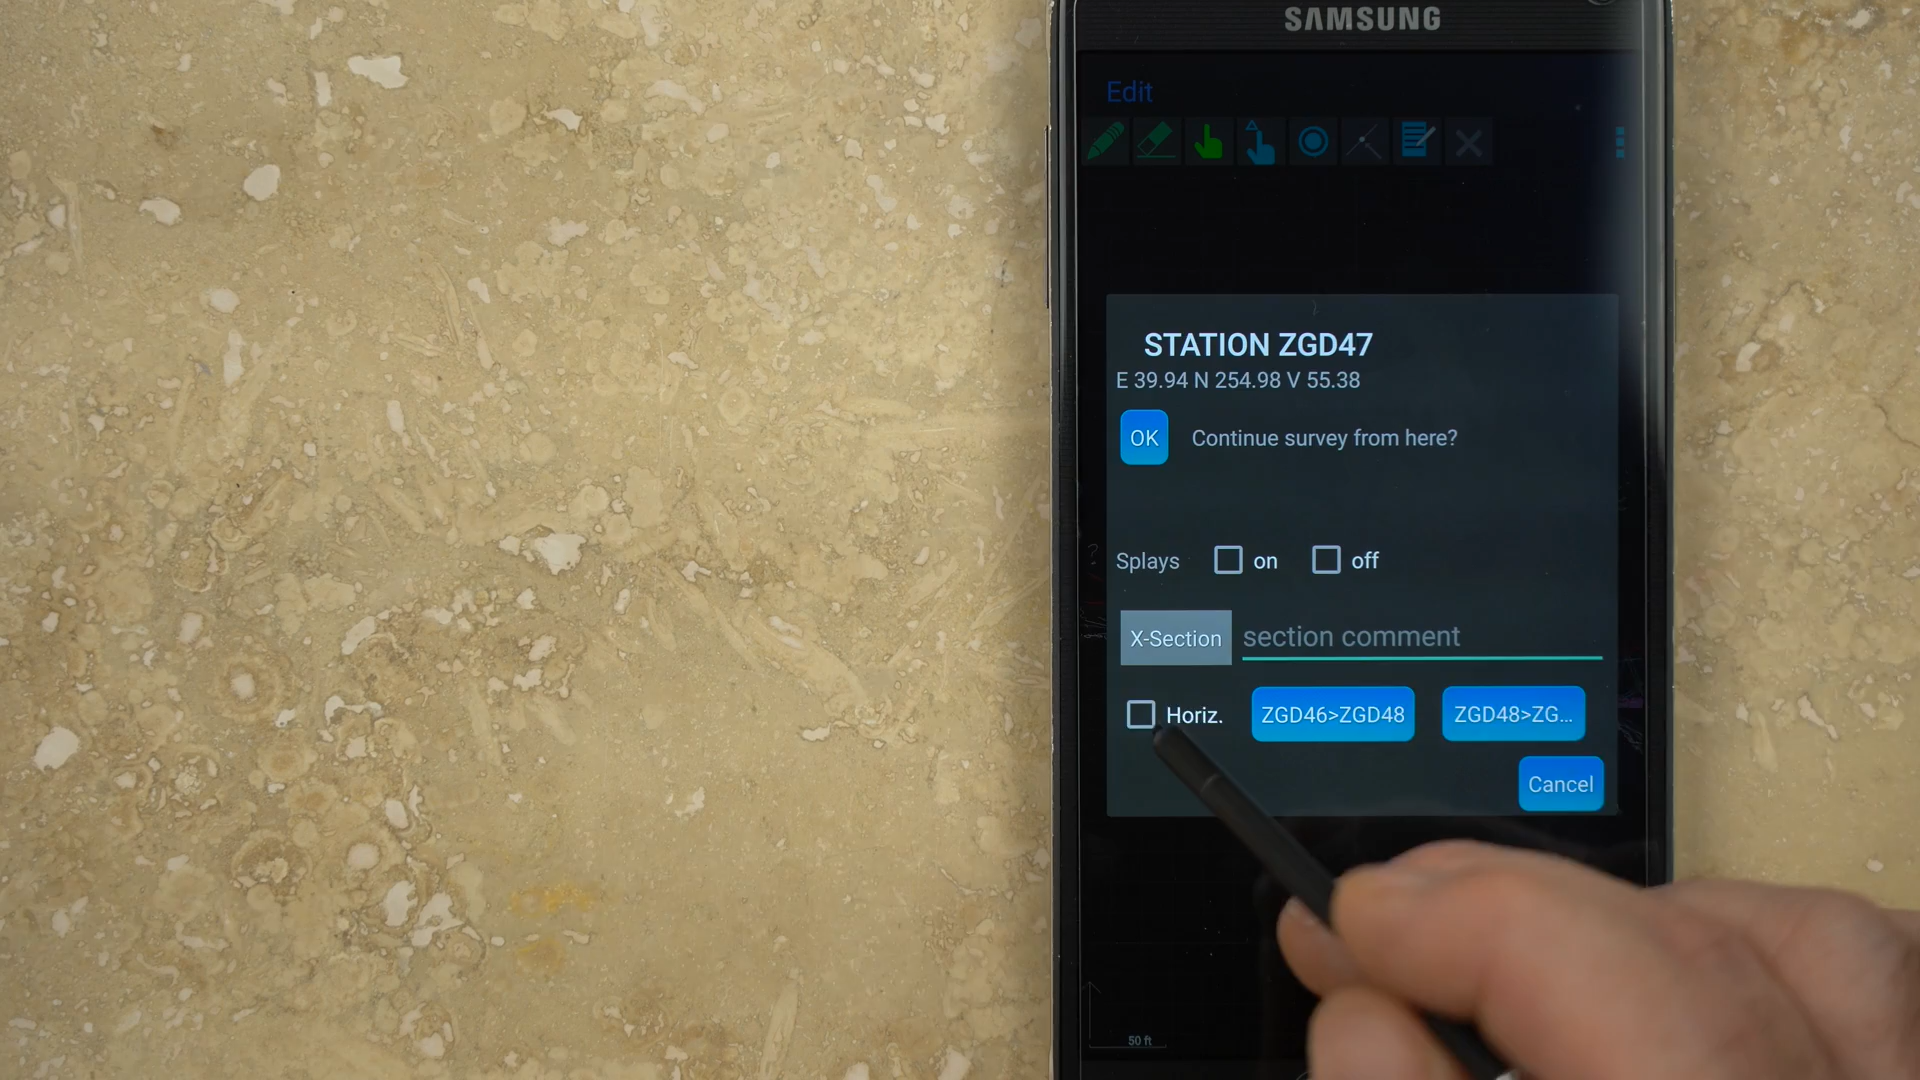 SAMSUNG
Edit
STATION ZGD47
E 39.94 N 254.98 V 55.38
OK Continue survey from here?
Splays on off
X-Section section comment
Horiz. ZGD46>ZGD48 ZGD48>ZG...
Cancel
50 ft